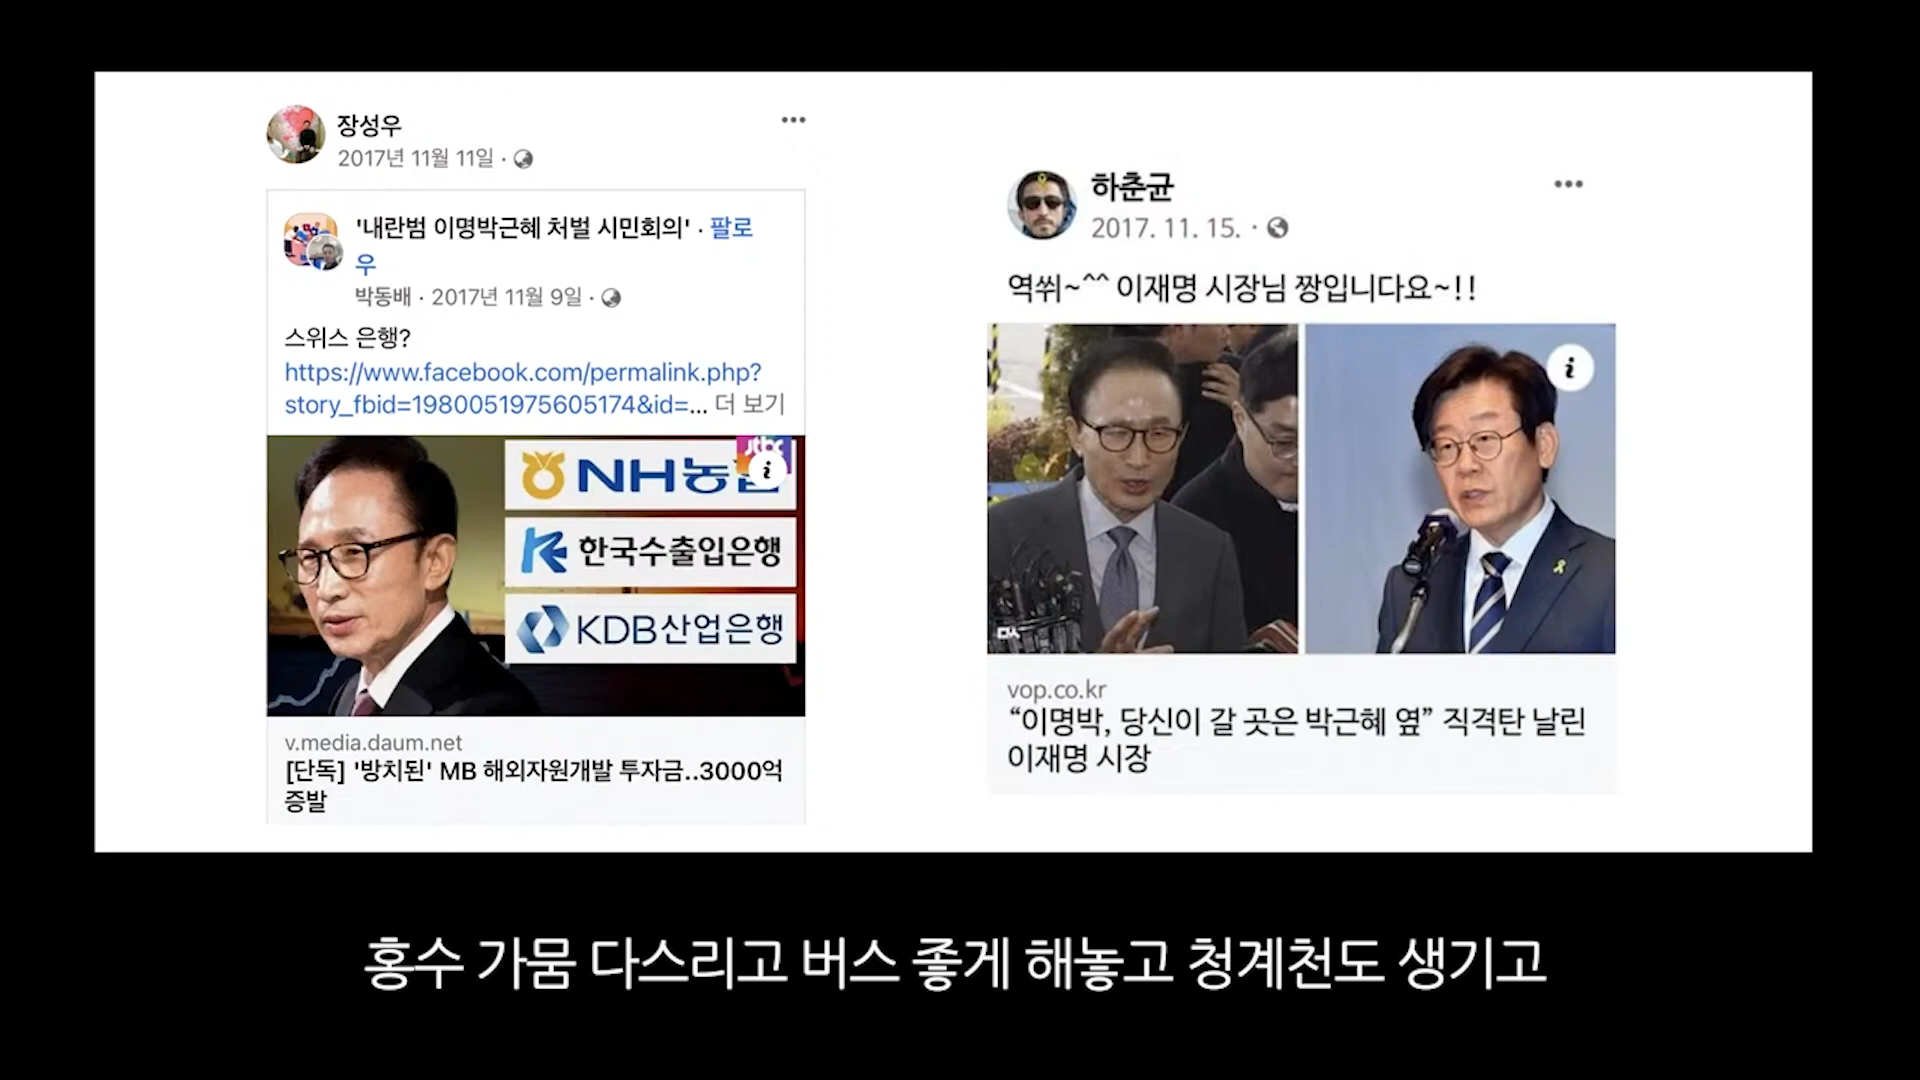 장성우
2017년 11월 11일 ·
'내란범 이명박근혜 처벌 시민회의' · 팔로
우
박동배 · 2017년 11월 9일 ·
스위스 은행?
https://www.facebook.com/permalink.php?
story_fbid=1980051975605174&id=... 더 보기
jtbc
NH농협
한국수출입은행
KDB산업은행
v.media.daum.net
[단독] '방치된' MB 해외자원개발 투자금..3000억
증발
하춘균
2017. 11. 15. ·
역쒸~^^ 이재명 시장님 짱입니다요~!!
vop.co.kr
“이명박, 당신이 갈 곳은 박근혜 옆” 직격탄 날린
이재명 시장
홍수 가뭄 다스리고 버스 좋게 해놓고 청계천도 생기고